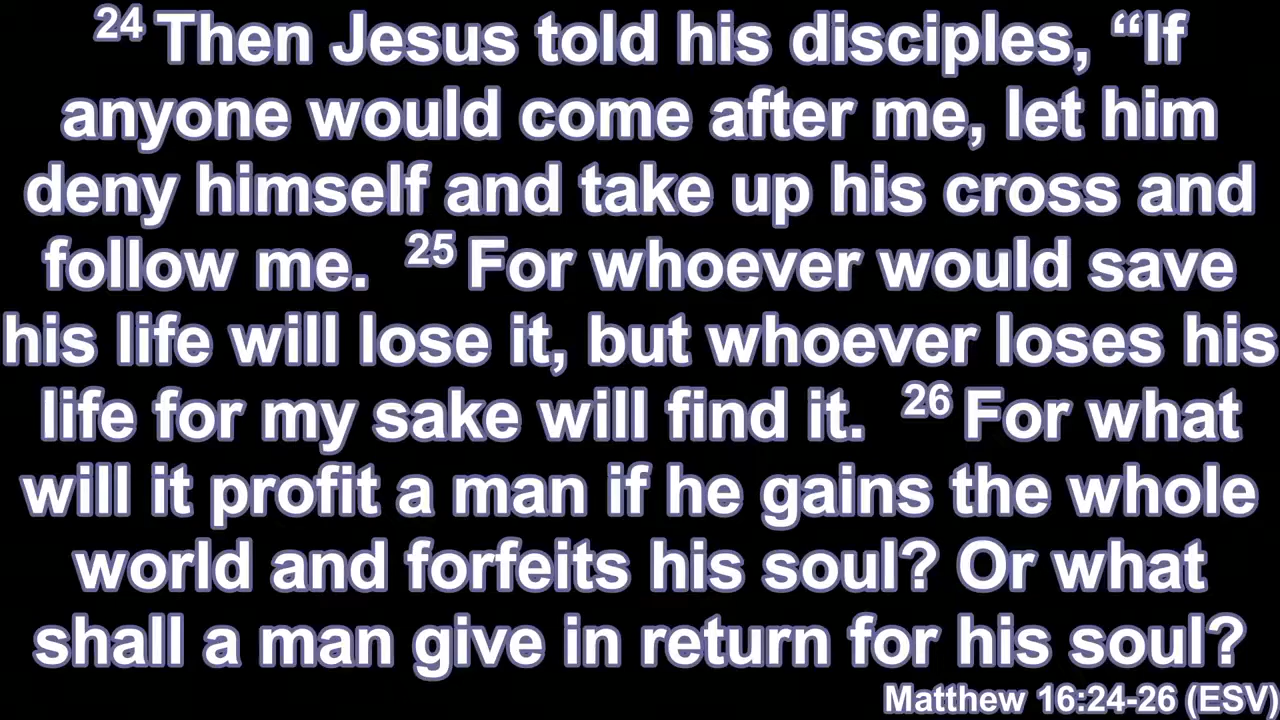 24 Then Jesus told his disciples, “If
anyone would come after me, let him
deny himself and take up his cross and
follow me. 25 For whoever would save
his life will lose it, but whoever loses his
life for my sake will find it. 26 For what
will it profit a man if he gains the whole
world and forfeits his soul? Or what
shall a man give in return for his soul?
Matthew 16:24-26 (ESV)